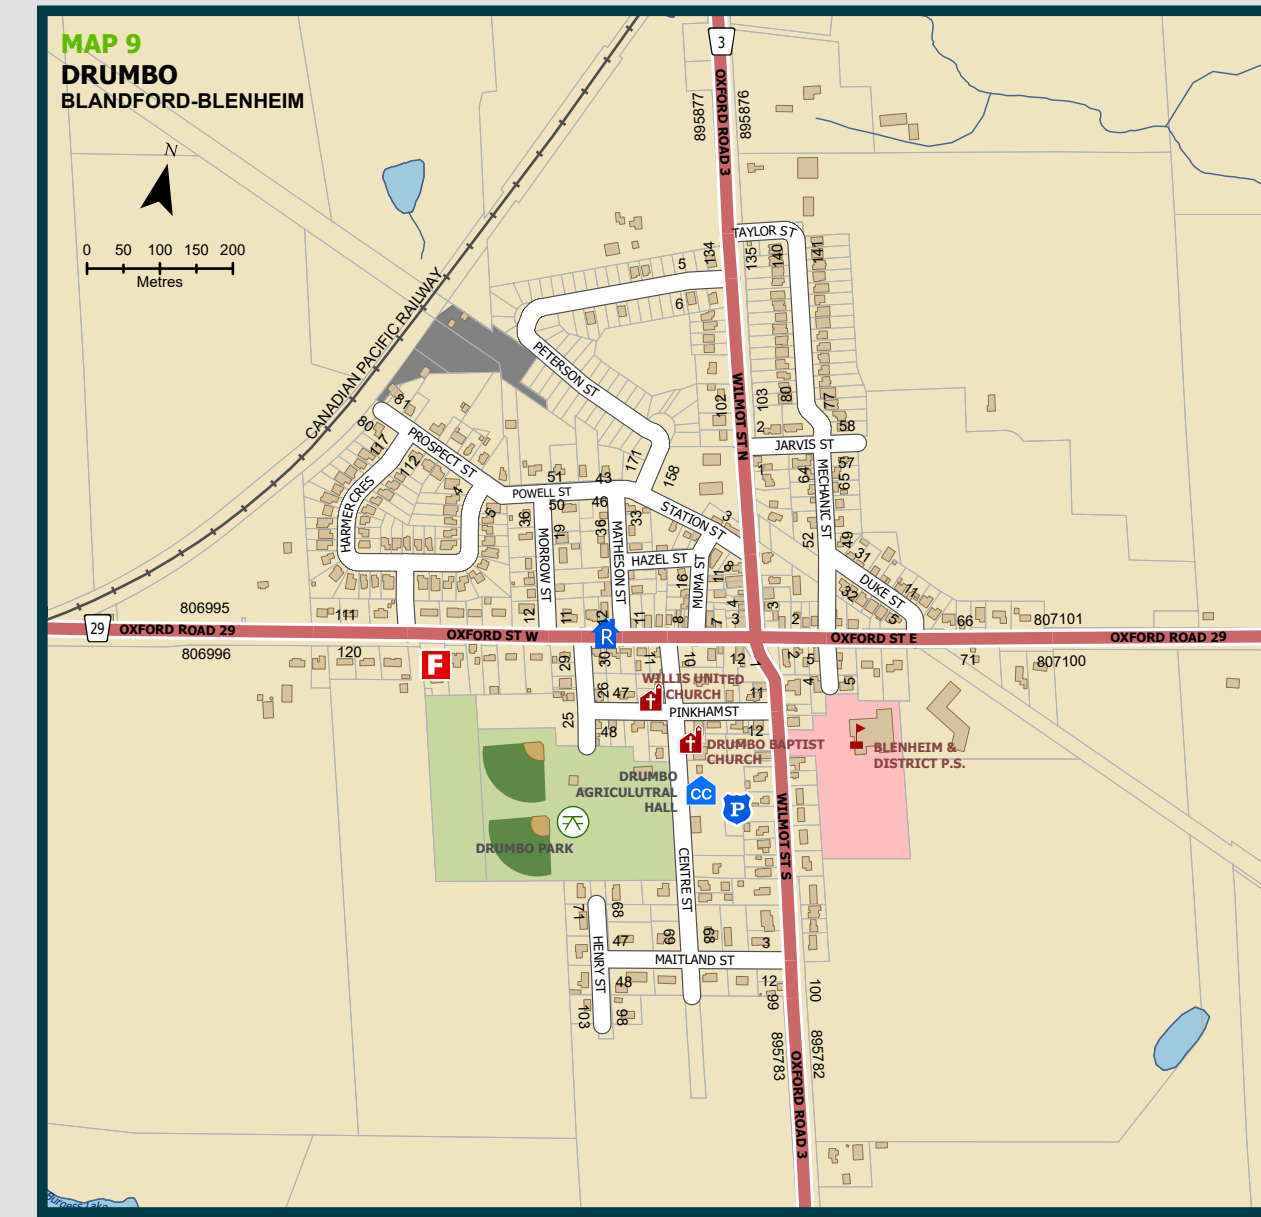 MAP 9
DRUMBO
BLANDFORD-BLENHEIM
N
0 50 100 150 200
Metres
3
OXFORD ROAD 3
895877
895876
TAYLOR ST
134
135
140
141
5
6
CANADIAN PACIFIC RAILWAY
PETERSON ST
WILMOT ST N
102
103
80
77
2
58
JARVIS ST
1
57
64
65
MECHANIC ST
81
80
117
112
PROSPECT ST
HARMER CRES
4
5
171
158
51
43
POWELL ST
50
46
36
19
36
33
STATION ST
3
MORROW ST
MATHESON ST
HAZEL ST
MUMA ST
16
11
8
52
49
31
32
11
DUKE ST
5
29
806995
111
12
11
12
11
8
7
4
3
3
2
66
807101
OXFORD ROAD 29
OXFORD ST W
R
OXFORD ST E
OXFORD ROAD 29
806996
120
F
29
30
11
10
12
1
2
5
71
807100
4
5
WILLIS UNITED
CHURCH
26
47
11
25
PINKHAM ST
48
12
DRUMBO BAPTIST
CHURCH
BLENHEIM &
DISTRICT P.S.
DRUMBO
AGRICULUTRAL
HALL
CC
P
DRUMBO PARK
WILMOT ST S
CENTRE ST
71
68
47
69
68
3
HENRY ST
MAITLAND ST
48
12
99
100
103
98
895783
895782
OXFORD ROAD 3
Burgess Lake